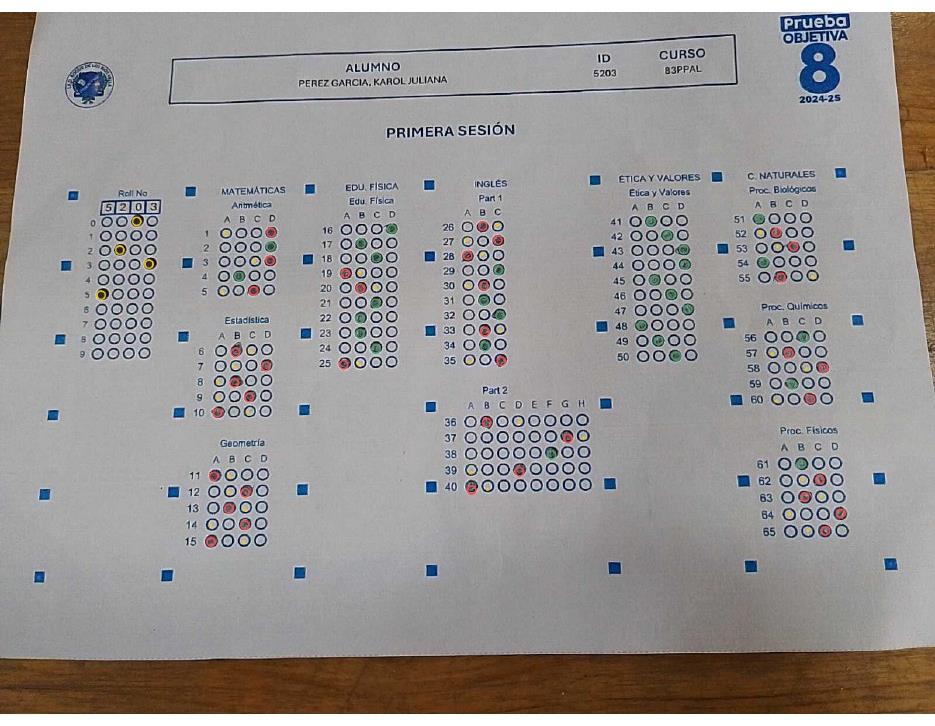 Prueba
OBJETIVA
8
2024-25
ALUMNO
PEREZ GARCIA, KAROL JULIANA
ID
5203
CURSO
83PPAL
PRIMERA SESIÓN
Roll No
5 2 0 3
0
1
2
3
4
5
6
7
8
9
MATEMÁTICAS
Aritmética
A B C D
1
2
3
4
5
Estadística
A B C D
6
7
8
9
10
Geometría
A B C D
11
12
13
14
15
EDU. FÍSICA
Edu. Física
A B C D
16
17
18
19
20
21
22
23
24
25
INGLÉS
Part 1
A B C
26
27
28
29
30
31
32
33
34
35
Part 2
A B C D E F G H
36
37
38
39
40
ÉTICA Y VALORES
Ética y Valores
A B C D
41
42
43
44
45
46
47
48
49
50
C. NATURALES
Proc. Biológicos
A B C D
51
52
53
54
55
Proc. Químicos
A B C D
56
57
58
59
60
Proc. Físicos
A B C D
61
62
63
64
65